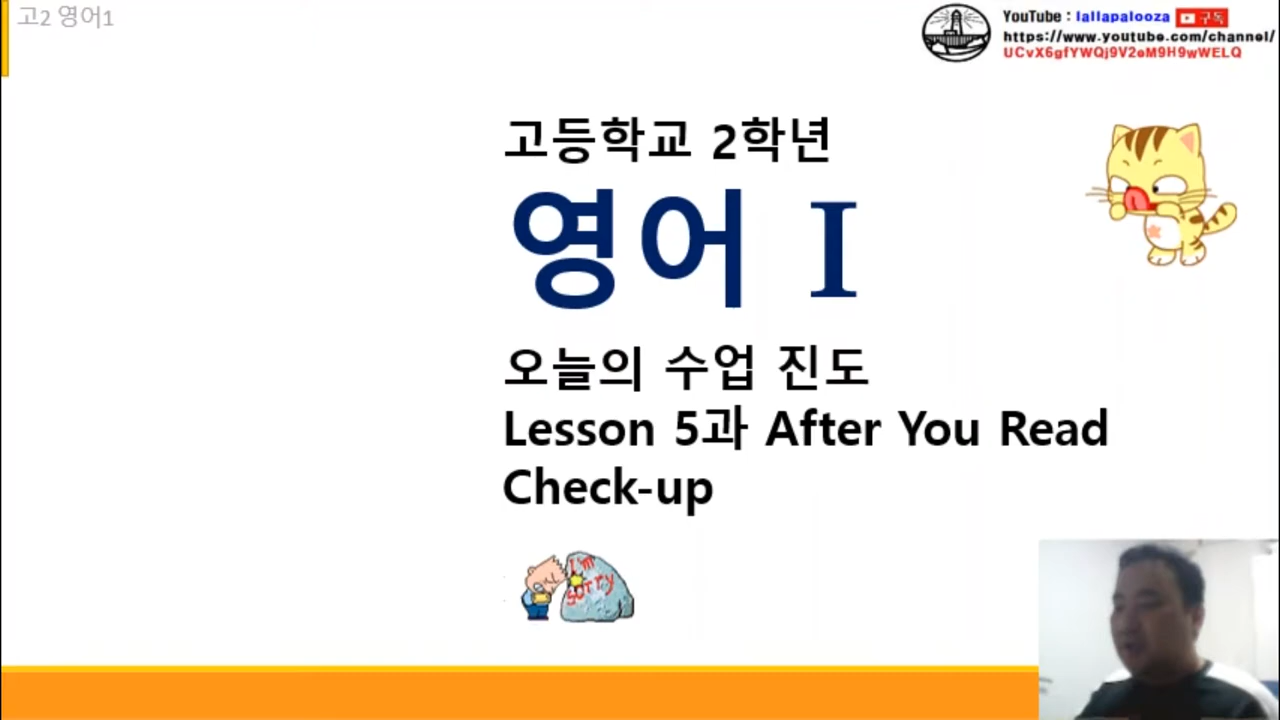 고2 영어1
YouTube : lallapalooza 구독
https://www.youtube.com/channel/
UCvX6gfYWQj9V2eM9H9wWELQ
고등학교 2학년
영어 I
오늘의 수업 진도
Lesson 5과 After You Read
Check-up
I'm
sorry